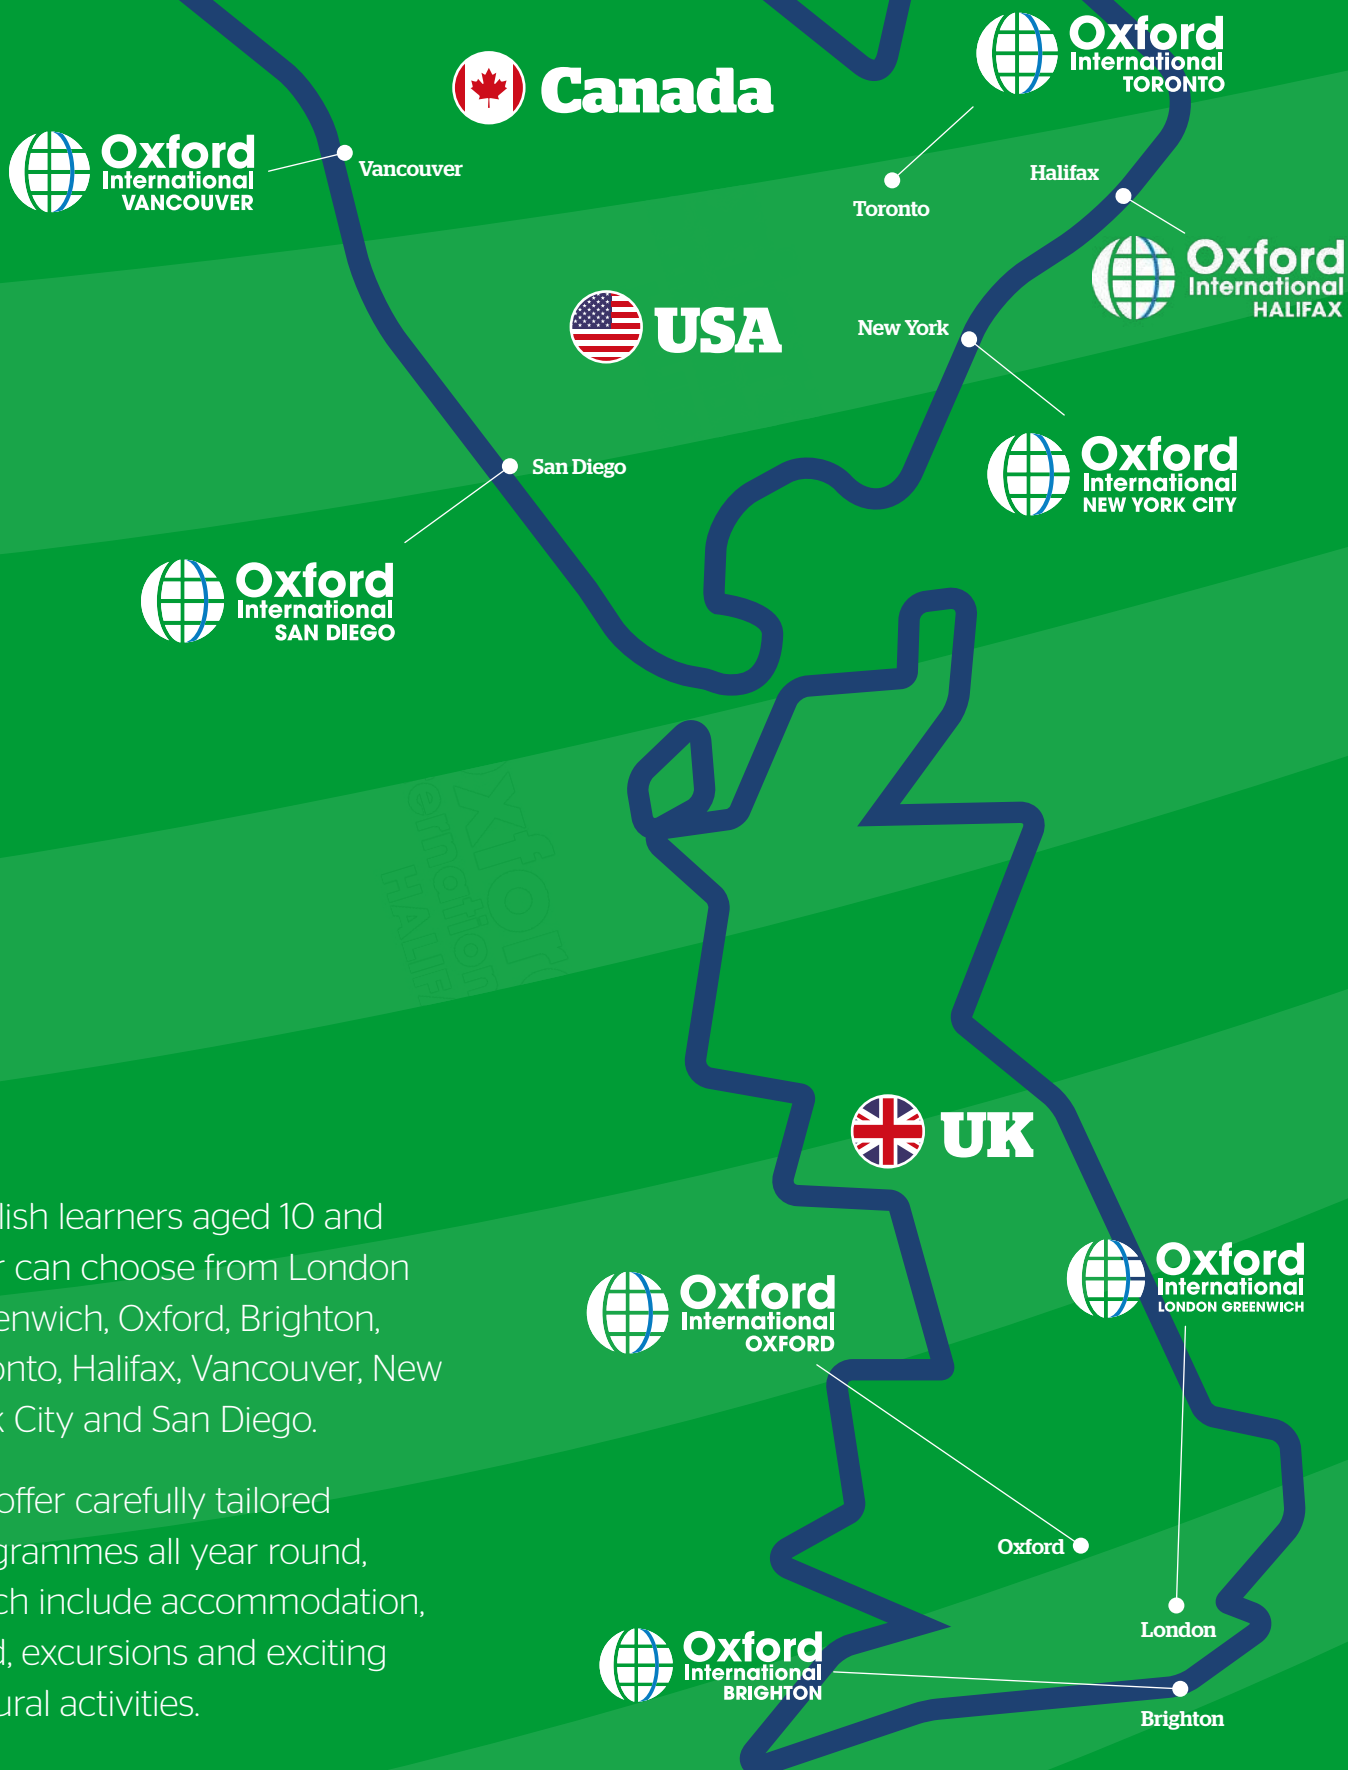 Oxford
International
TORONTO
Canada
Oxford
International
VANCOUVER
Vancouver
Halifax
Toronto
Oxford
International
HALIFAX
USA
New York
San Diego
Oxford
International
NEW YORK CITY
Oxford
International
SAN DIEGO
UK
lish learners aged 10 and
r can choose from London
enwich, Oxford, Brighton,
onto, Halifax, Vancouver, New
k City and San Diego.
Oxford
International
LONDON GREENWICH
Oxford
International
OXFORD
offer carefully tailored
grammes all year round,
ch include accommodation,
d, excursions and exciting
ural activities.
Oxford
London
Oxford
International
BRIGHTON
Brighton